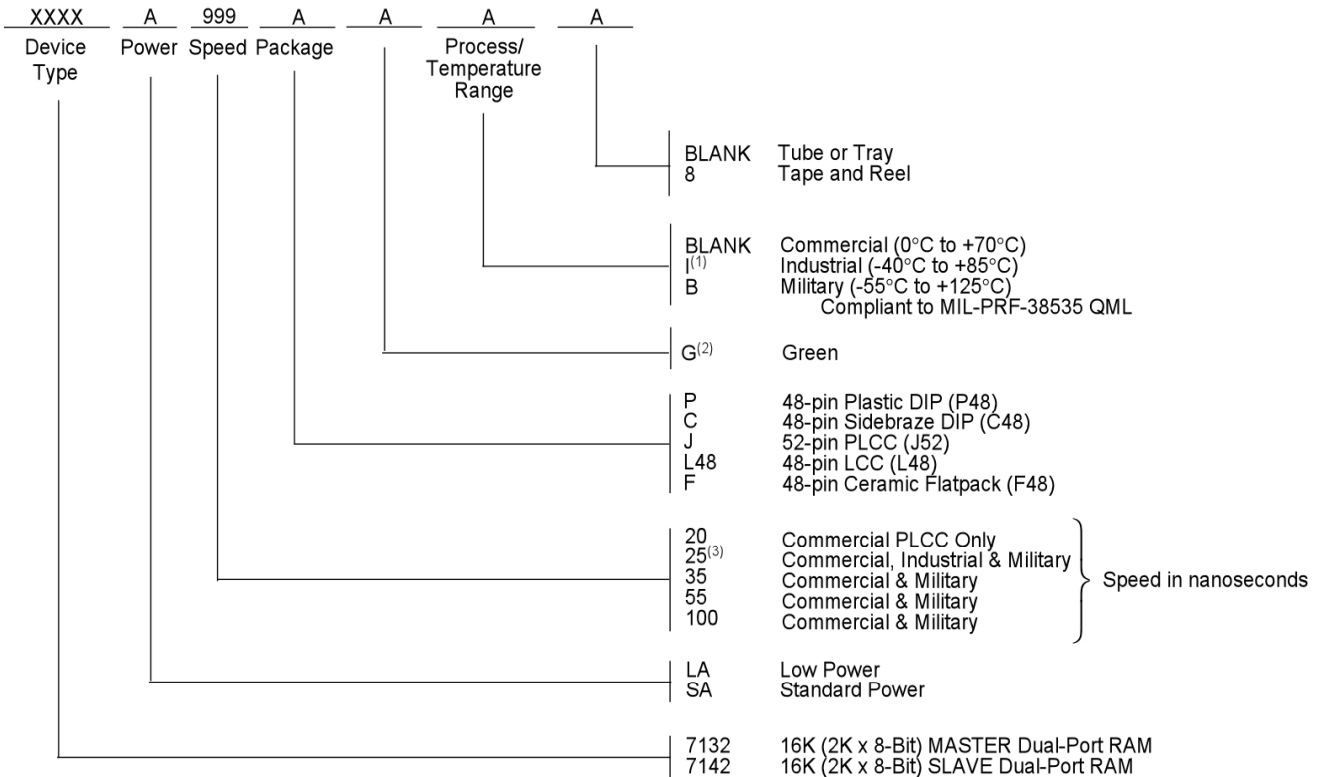 XXXX A 999 A A A A
Device Type Power Speed Package Process/ Temperature Range
BLANK Tube or Tray
8 Tape and Reel
BLANK Commercial (0°C to +70°C)
I(1) Industrial (-40°C to +85°C)
B Military (-55°C to +125°C)
Compliant to MIL-PRF-38535 QML
G(2) Green
P 48-pin Plastic DIP (P48)
C 48-pin Sidebraze DIP (C48)
J 52-pin PLCC (J52)
L48 48-pin LCC (L48)
F 48-pin Ceramic Flatpack (F48)
20 Commercial PLCC Only
25(3) Commercial, Industrial & Military
35 Commercial & Military
55 Commercial & Military
100 Commercial & Military
Speed in nanoseconds
LA Low Power
SA Standard Power
7132 16K (2K x 8-Bit) MASTER Dual-Port RAM
7142 16K (2K x 8-Bit) SLAVE Dual-Port RAM